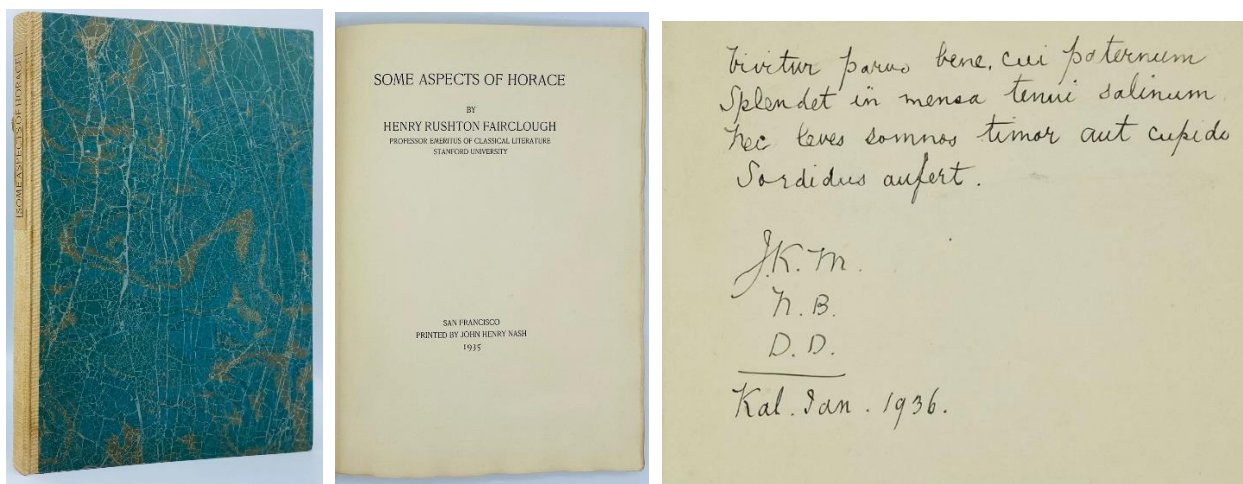 SOME ASPECTS OF HORACE
SOME ASPECTS OF HORACE
BY
HENRY RUSHTON FAIRCLOUGH
PROFESSOR EMERITUS OF CLASSICAL LITERATURE
STANFORD UNIVERSITY
SAN FRANCISCO
PRINTED BY JOHN HENRY NASH
1935
Vivitur parvo bene, cui paternum
Splendet in mensa tenui salinum
Nec leves somnos timor aut cupido
Sordidus aufert.
J.K.M.
N.B.
D.D.
Kal. Ian. 1936.